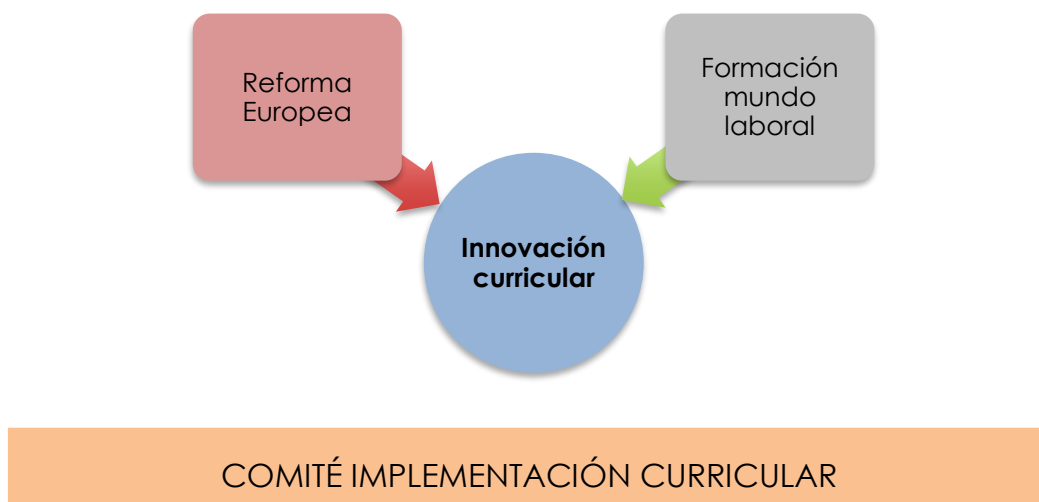 Reforma
Europea
Formación
mundo
laboral
Innovación
curricular
COMITÉ IMPLEMENTACIÓN CURRICULAR